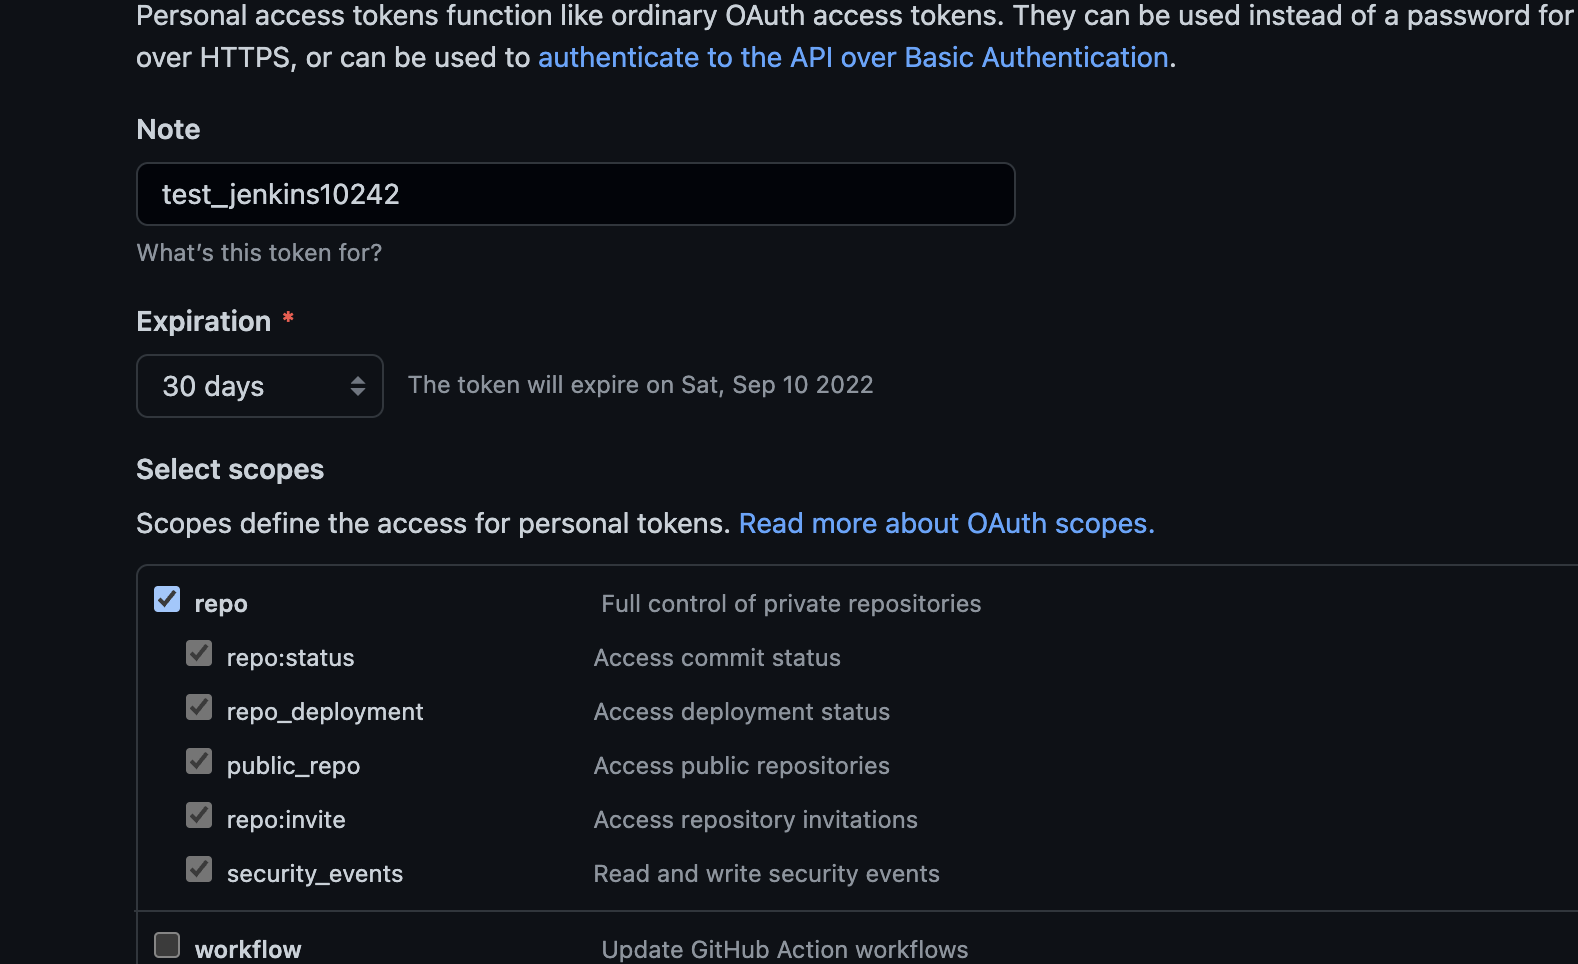 Personal access tokens function like ordinary OAuth access tokens. They can be used instead of a password for
over HTTPS, or can be used to authenticate to the API over Basic Authentication.
Note
test_jenkins10242
What's this token for?
Expiration *
30 days The token will expire on Sat, Sep 10 2022
Select scopes
Scopes define the access for personal tokens. Read more about OAuth scopes.
repo Full control of private repositories
repo:status Access commit status
repo_deployment Access deployment status
public_repo Access public repositories
repo:invite Access repository invitations
security_events Read and write security events
workflow Update GitHub Action workflows